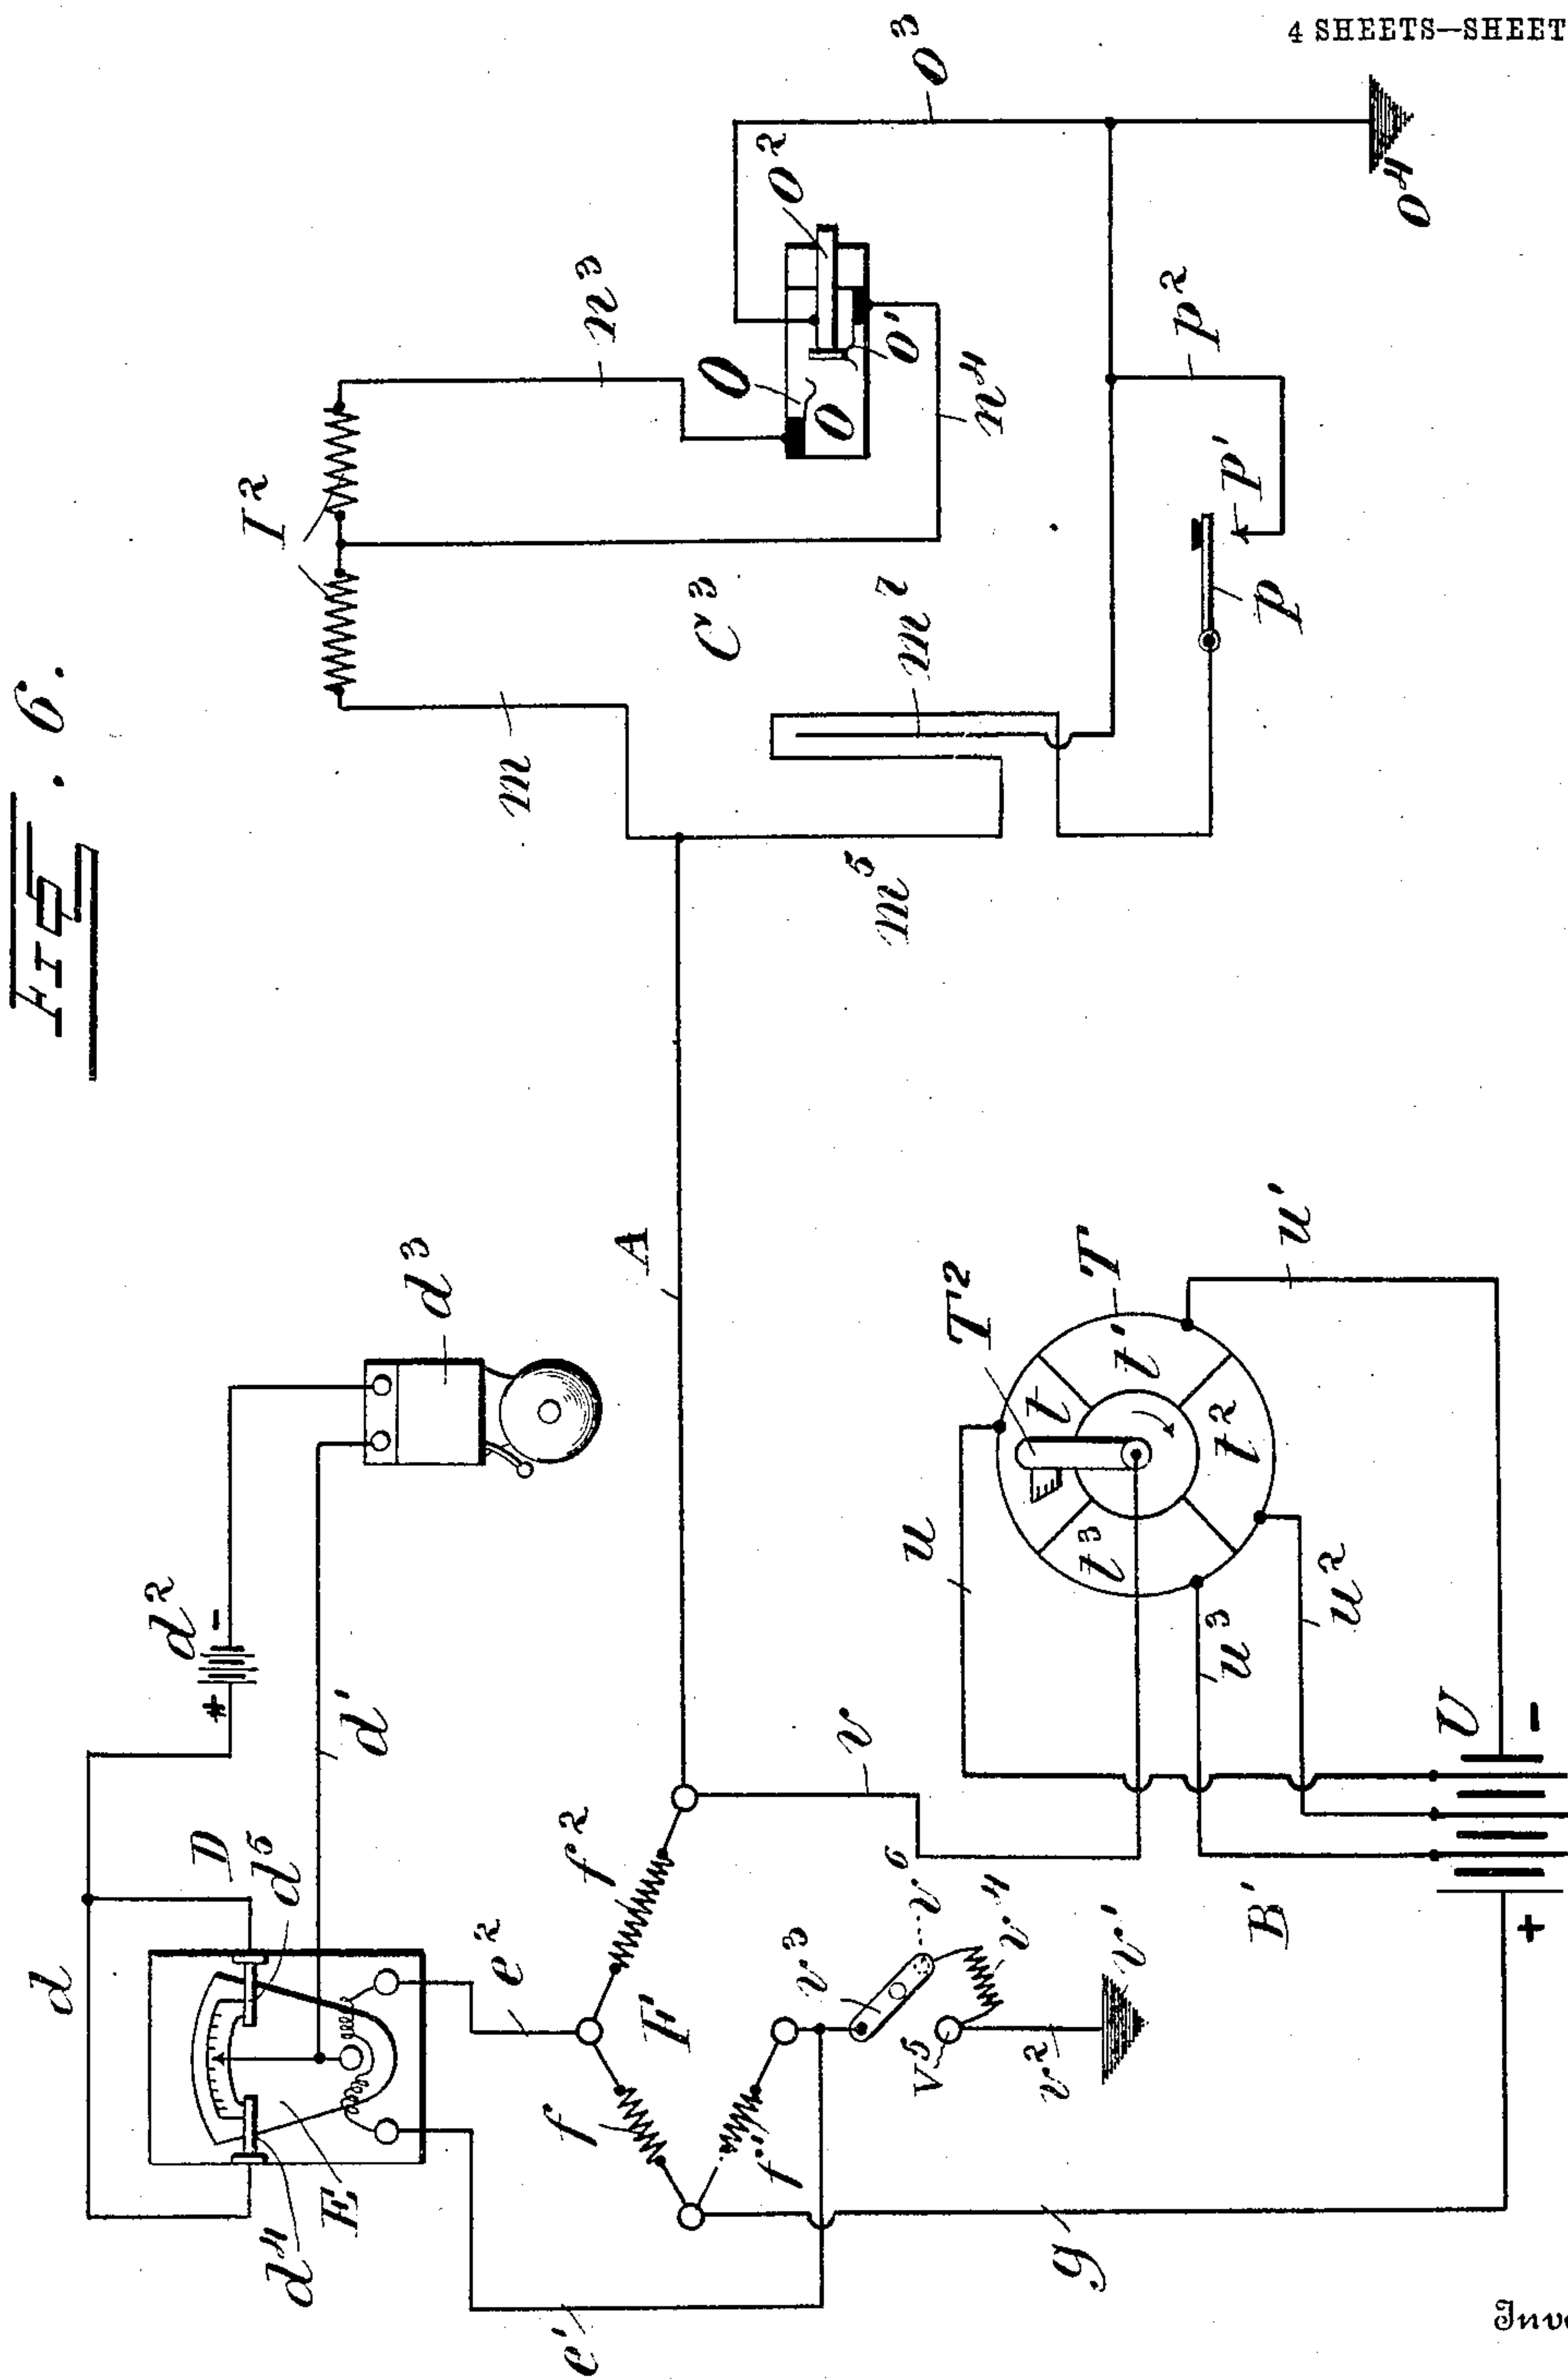 4 SHEETS—SHEET
FIG. 6.
d
D
d⁵
d⁴
E
d²
+
-
d'
d³
e'
e²
f
f²
F
f'
g
v³
v⁶
v⁴
v⁵
v²
v'
v
A
B'
U
+
-
u
u³
u²
u'
T²
T
t
t'
t²
t³
I²
m
m⁵
C³
m⁷
n³
n⁴
O
o
o'
o²
o³
o⁴
p
p'
p²